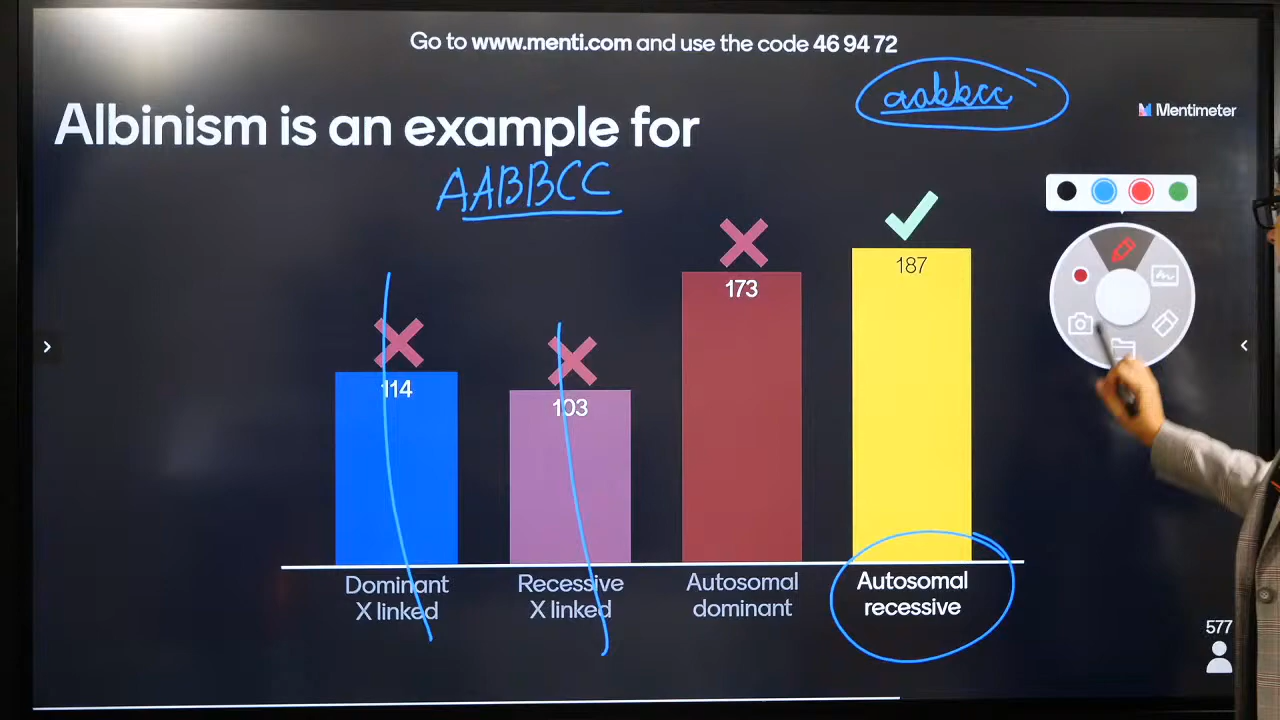 Go to www.menti.com and use the code 46 94 72
aabbcc
Mentimeter
Albinism is an example for
AABBCC
187
173
114
103
Dominant X linked
Recessive X linked
Autosomal dominant
Autosomal recessive
577